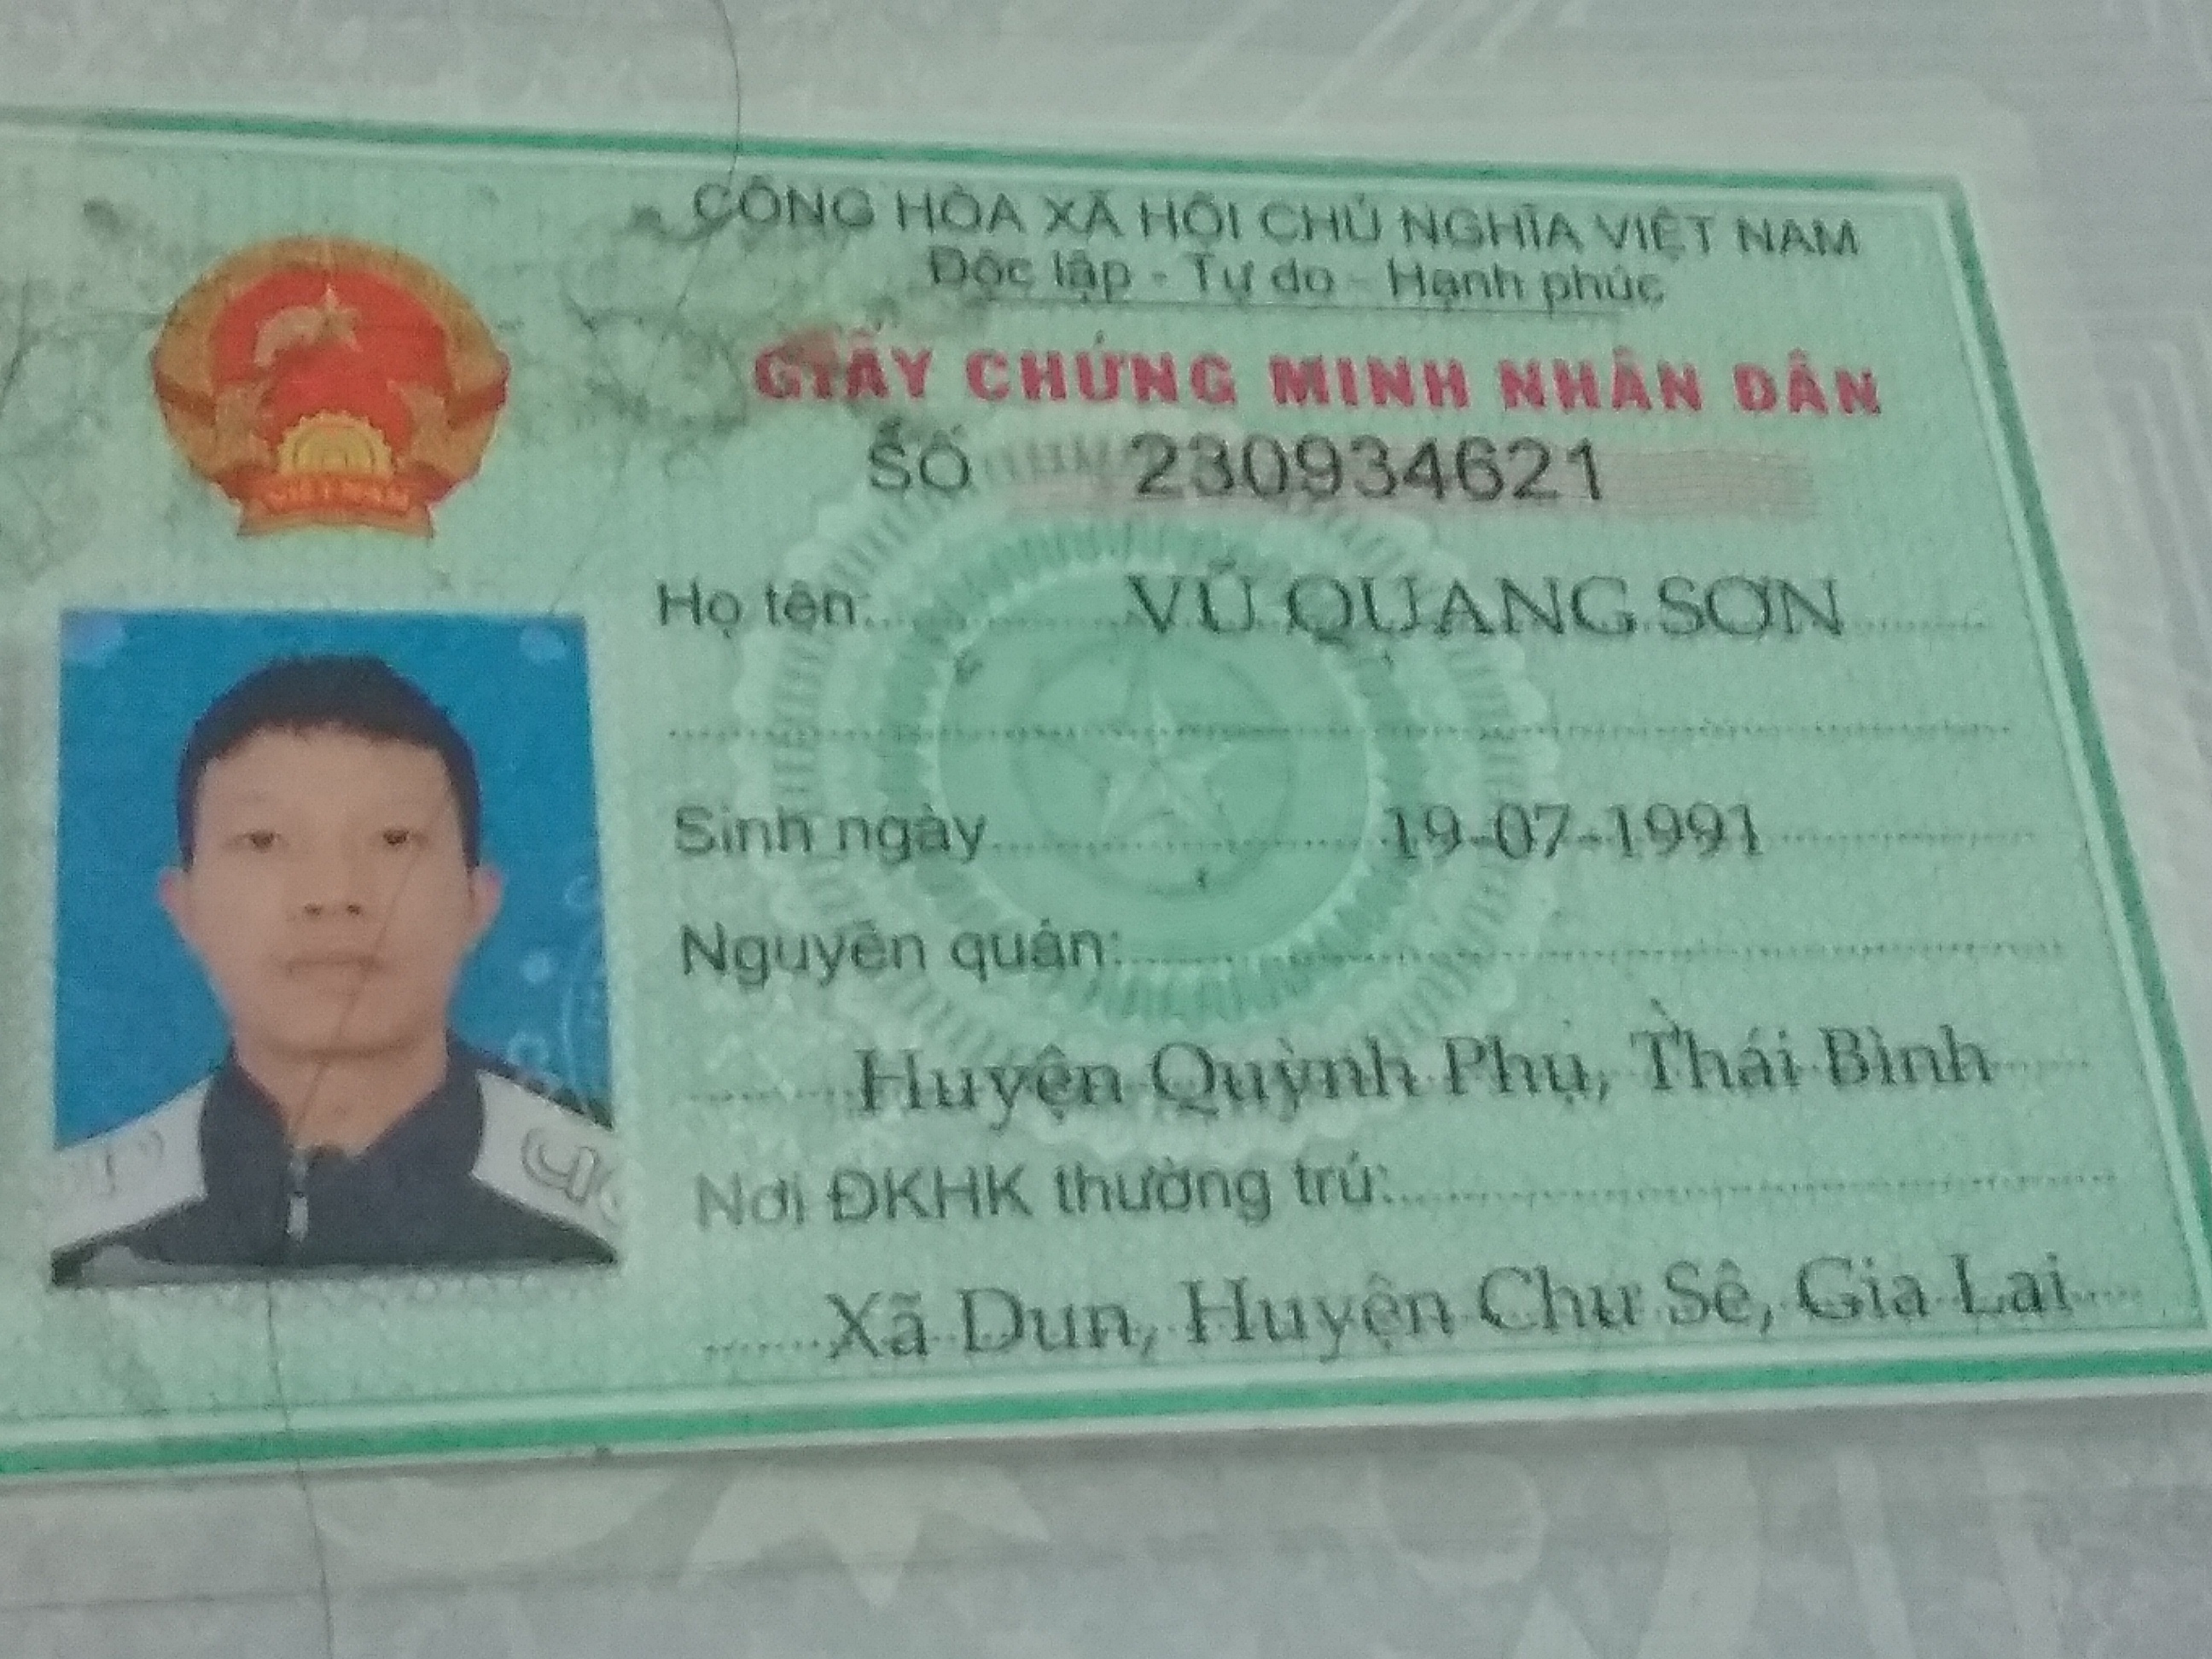 CỘNG HÒA XÃ HỘI CHỦ NGHĨA VIỆT NAM
Độc lập - Tự do - Hạnh phúc
GIẤY CHỨNG MINH NHÂN DÂN
SỐ 230934621
Họ tên: VŨ QUANG SƠN
Sinh ngày 19-07-1991
Nguyên quán:
Huyện Quỳnh Phụ, Thái Bình
Nơi ĐKHK thường trú:
Xã Dun, Huyện Chư Sê, Gia Lai
VIỆT NAM